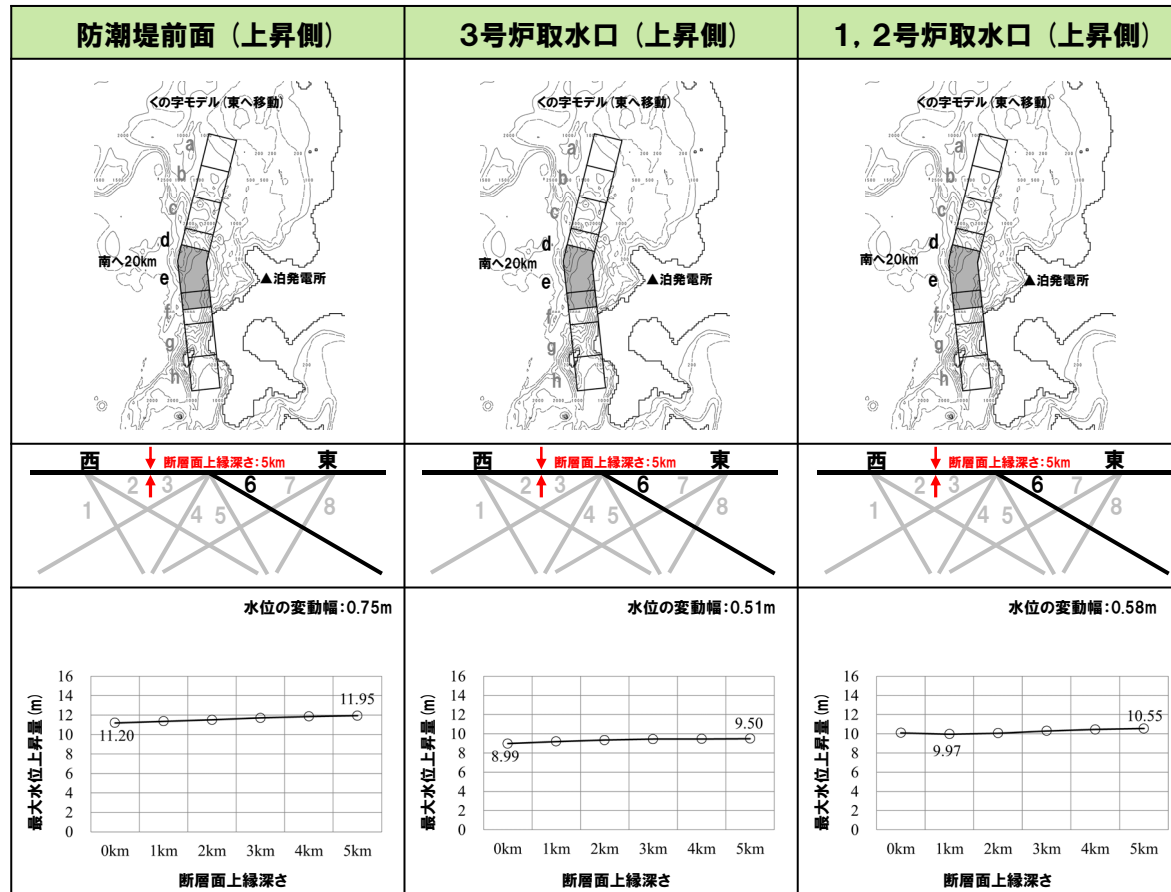 防潮堤前面（上昇側）
3号炉取水口（上昇側）
1，2号炉取水口（上昇側）
くの字モデル（東へ移動）
a
b
c
d
南へ20km
e
▲泊発電所
f
g
h
くの字モデル（東へ移動）
a
b
c
d
南へ20km
e
▲泊発電所
f
g
h
くの字モデル（東へ移動）
a
b
c
d
南へ20km
e
▲泊発電所
f
g
h
西
断層面上縁深さ：5km
東
1 2 3 4 5 6 7 8
西
断層面上縁深さ：5km
東
1 2 3 4 5 6 7 8
西
断層面上縁深さ：5km
東
1 2 3 4 5 6 7 8
水位の変動幅：0.75m
最大水位上昇量(m)
16
14
12
10
8
6
4
2
0
11.20
11.95
0km 1km 2km 3km 4km 5km
断層面上縁深さ
水位の変動幅：0.51m
最大水位上昇量(m)
16
14
12
10
8
6
4
2
0
8.99
9.50
0km 1km 2km 3km 4km 5km
断層面上縁深さ
水位の変動幅：0.58m
最大水位上昇量(m)
16
14
12
10
8
6
4
2
0
9.97
10.55
0km 1km 2km 3km 4km 5km
断層面上縁深さ